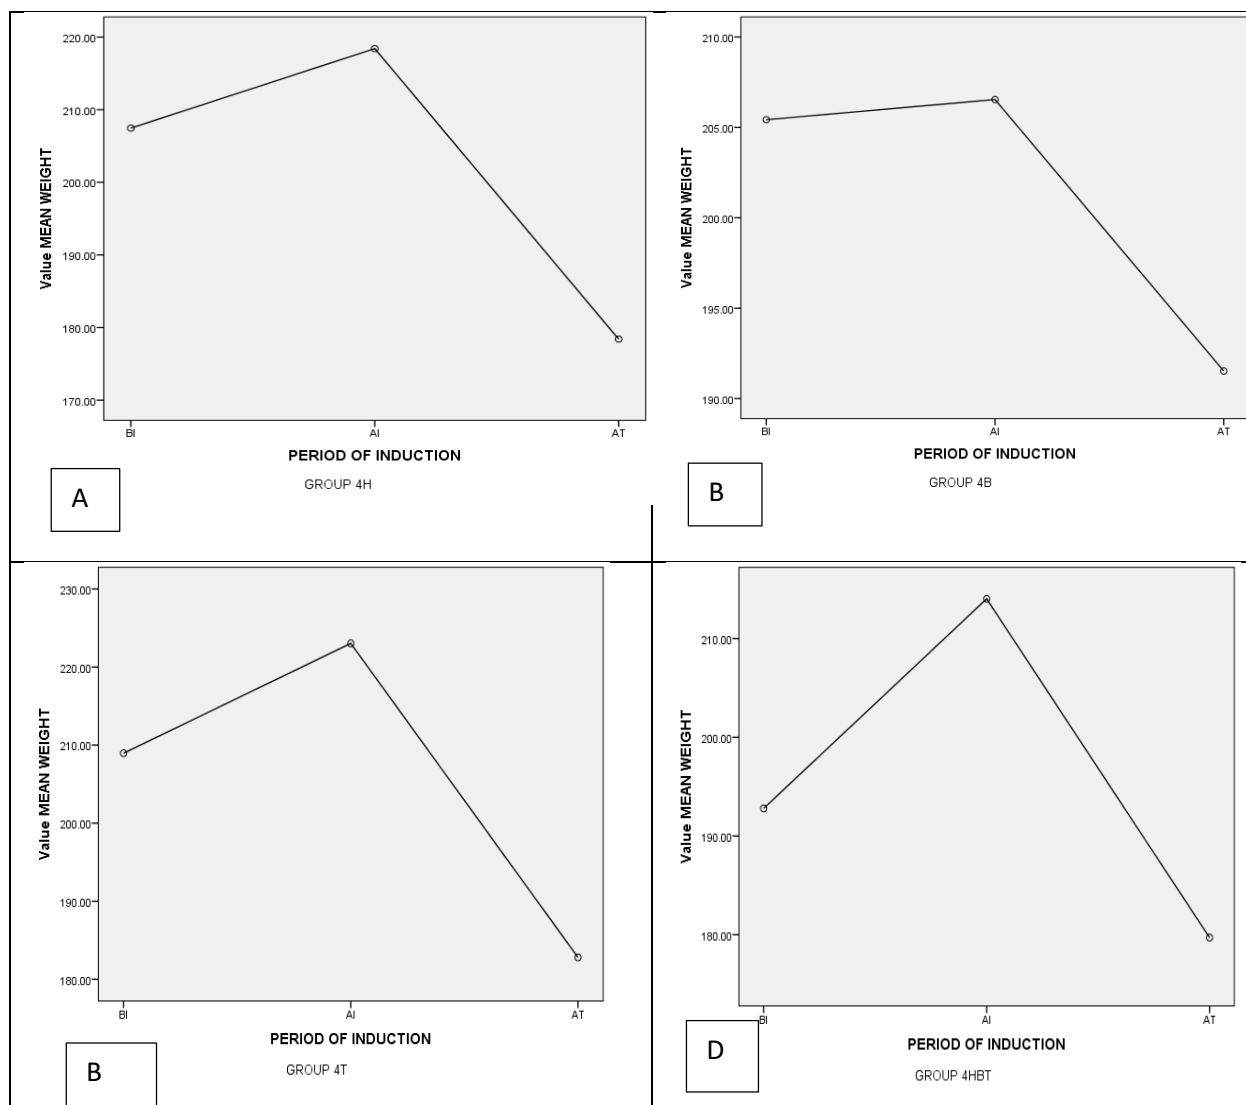 220.00
210.00
200.00
190.00
180.00
170.00
Value MEAN WEIGHT
BI AI AT
PERIOD OF INDUCTION
GROUP 4H
A
210.00
205.00
200.00
195.00
190.00
Value MEAN WEIGHT
BI AI AT
PERIOD OF INDUCTION
GROUP 4B
B
230.00
220.00
210.00
200.00
190.00
180.00
Value MEAN WEIGHT
BI AI AT
PERIOD OF INDUCTION
GROUP 4T
B
210.00
200.00
190.00
180.00
Value MEAN WEIGHT
BI AI AT
PERIOD OF INDUCTION
GROUP 4HBT
D